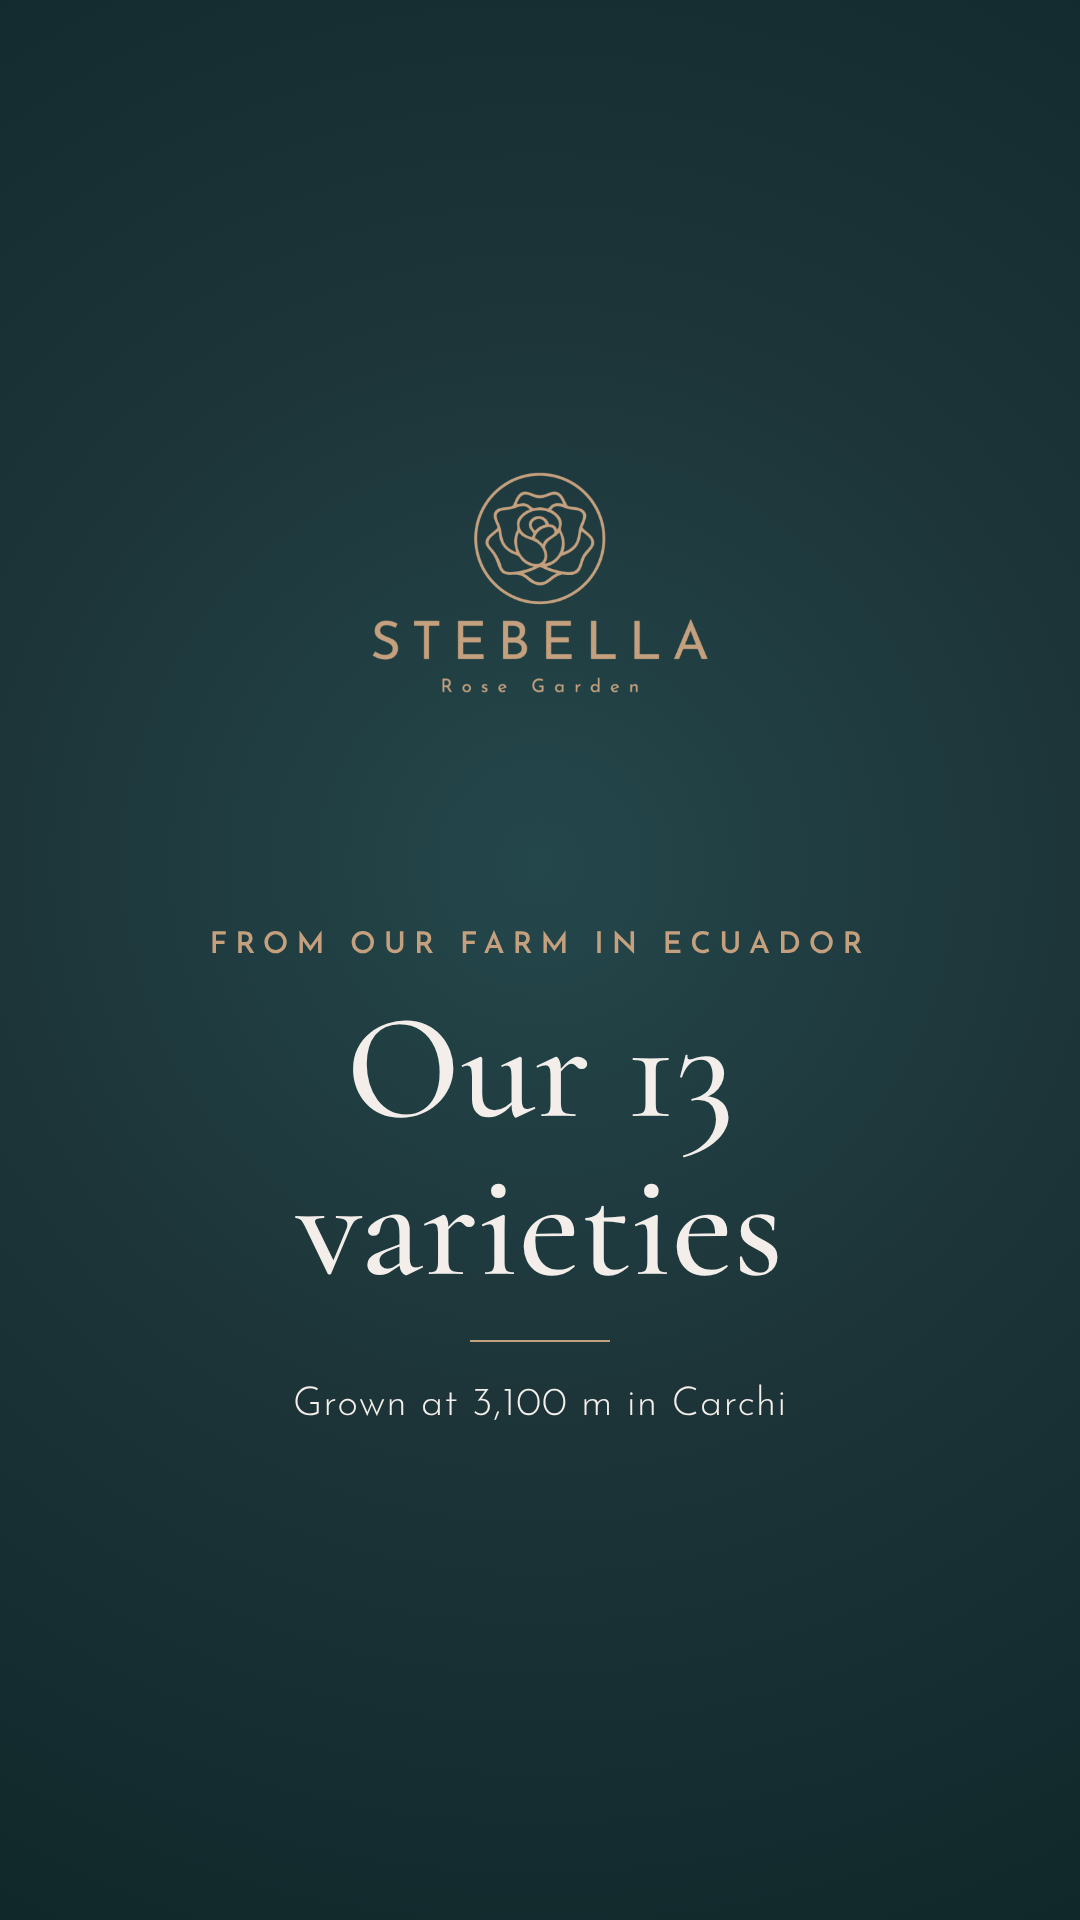 STEBELLA
Rose Garden
FROM OUR FARM IN ECUADOR
Our 13
varieties
Grown at 3,100 m in Carchi